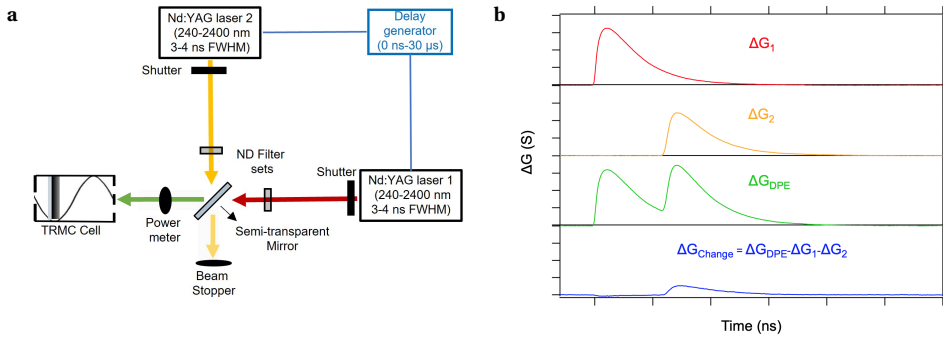 a
Nd:YAG laser 2
(240-2400 nm
3-4 ns FWHM)
Delay
generator
(0 ns-30 µs)
Shutter
ND Filter
sets
Shutter
Nd:YAG laser 1
(240-2400 nm
3-4 ns FWHM)
TRMC Cell
Power
meter
Semi-transparent
Mirror
Beam
Stopper
b
ΔG (S)
ΔG1
ΔG2
ΔGDPE
ΔGChange = ΔGDPE-ΔG1-ΔG2
Time (ns)